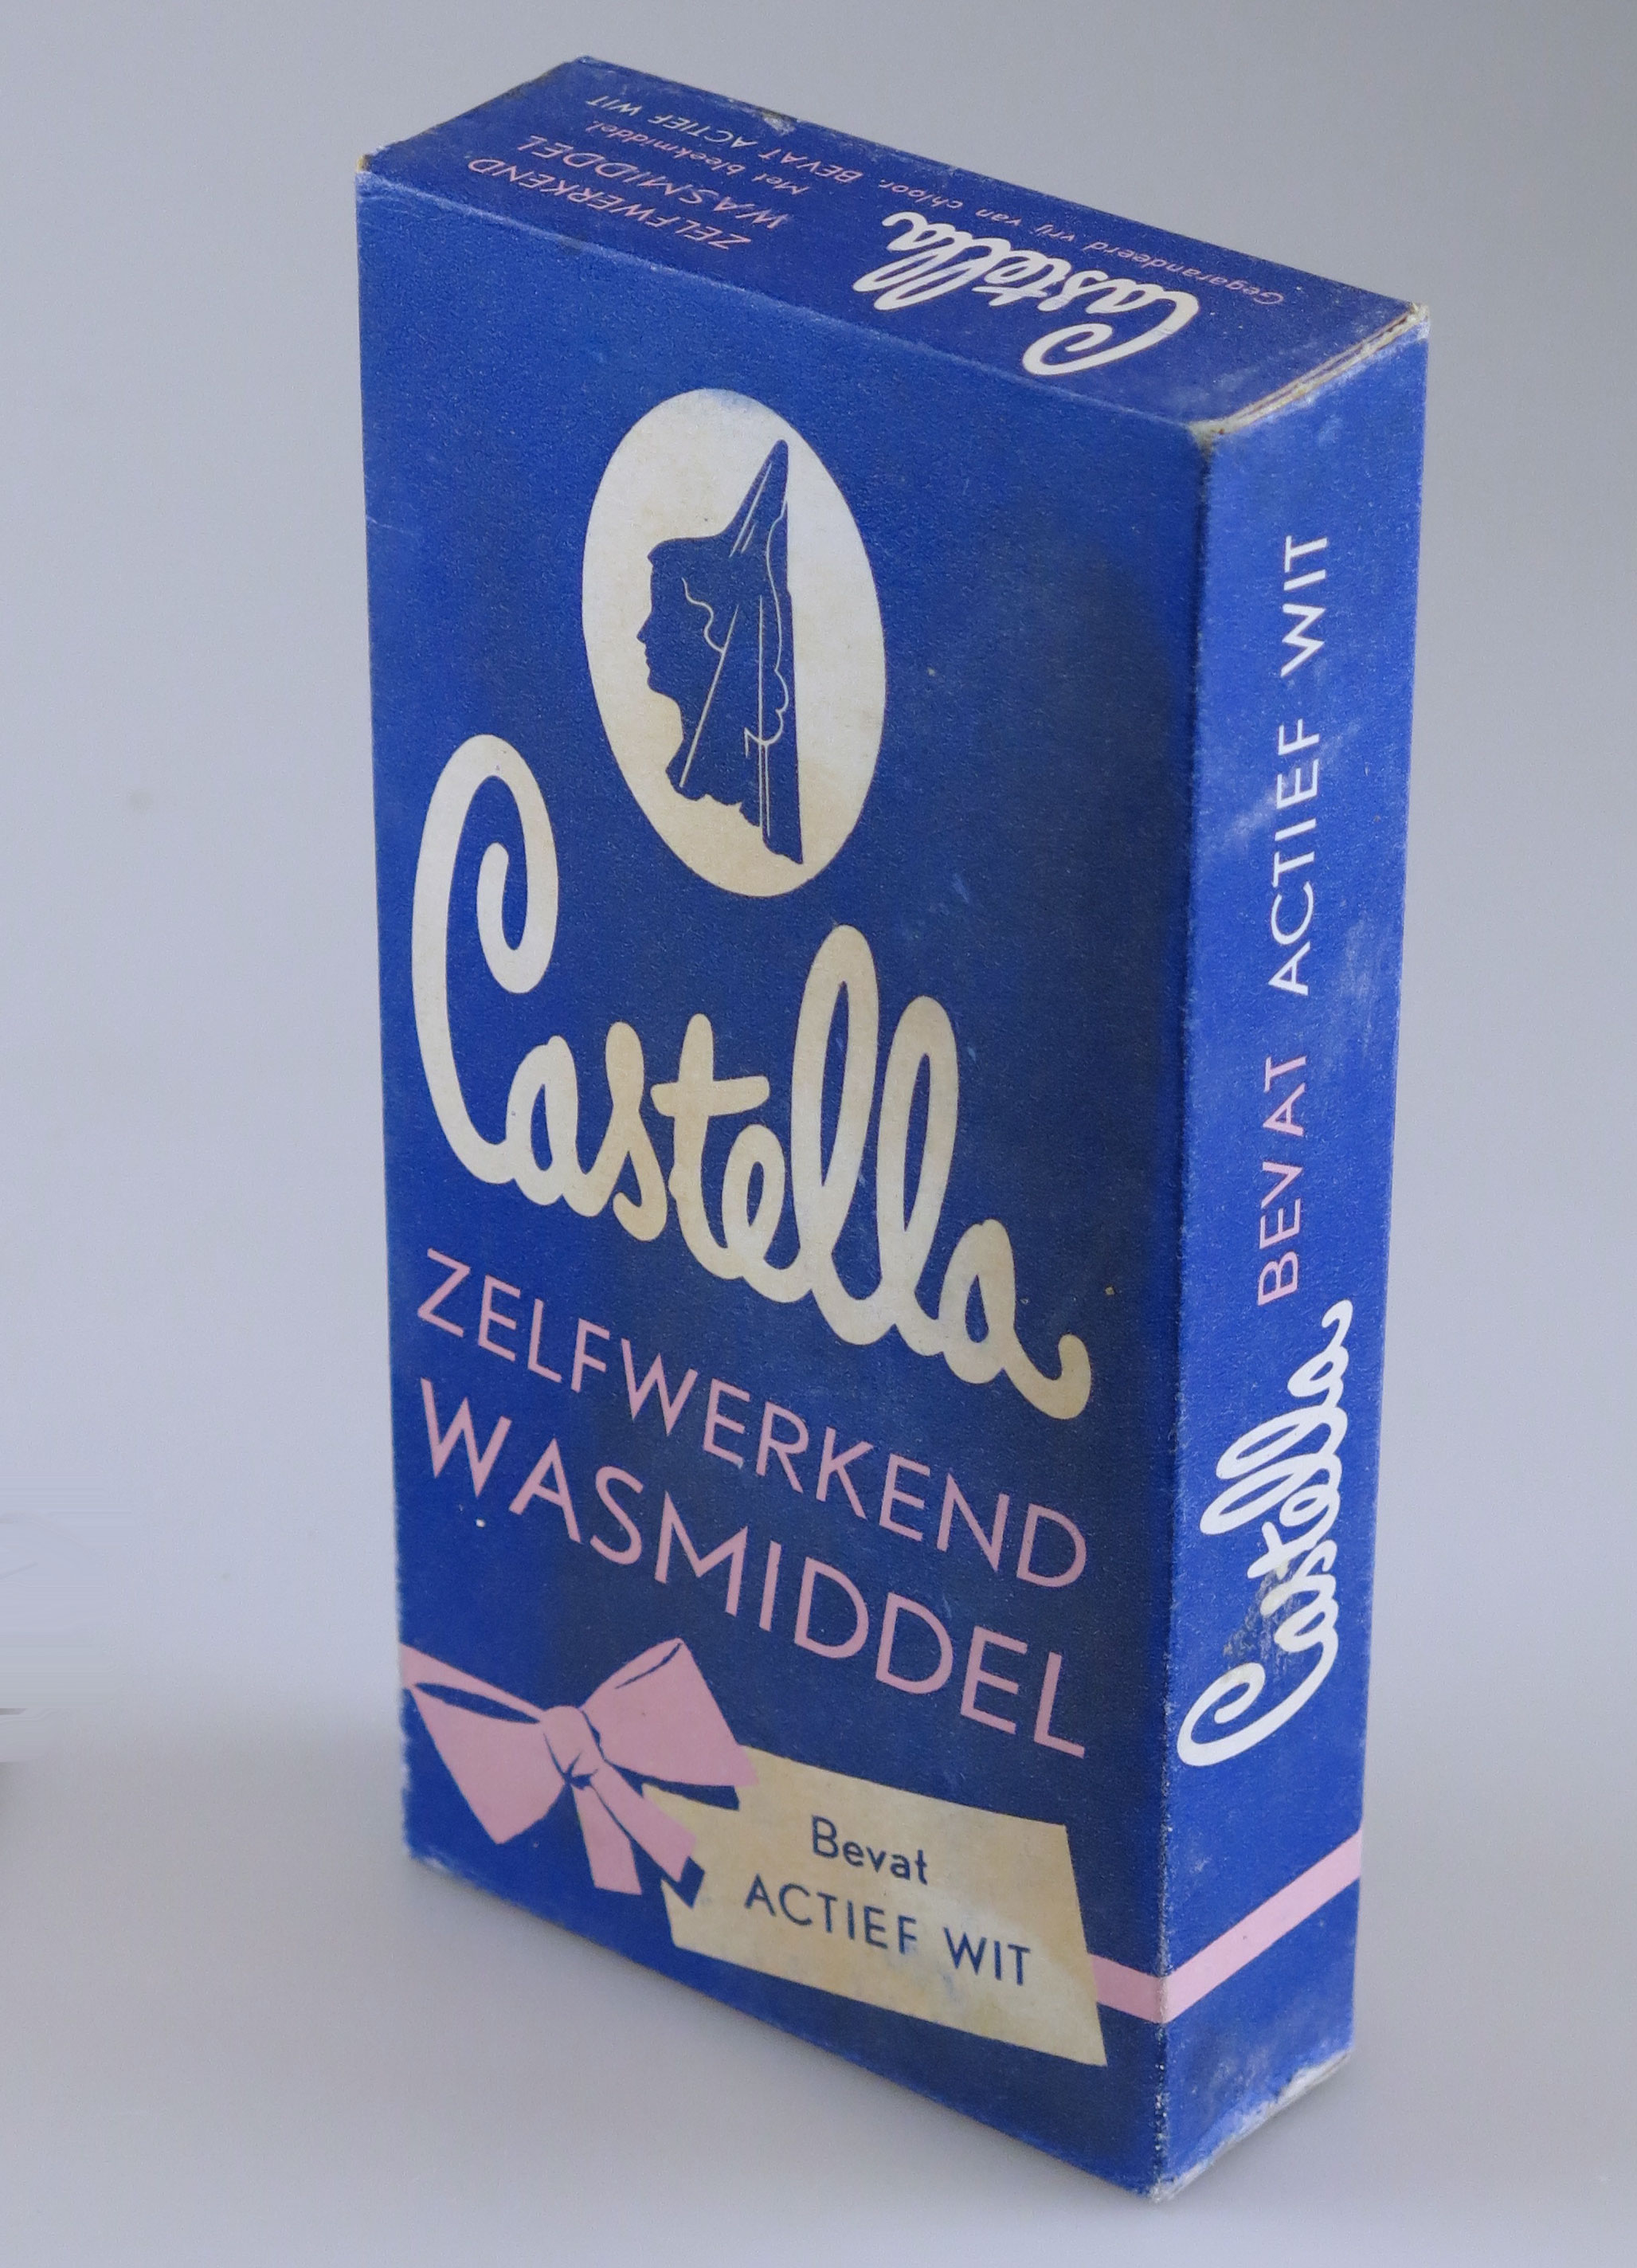 ZELFWERKEND
WASMIDDEL
Castella
Met bleekmiddel.
Gegarandeerd vrij van chloor. BEVAT ACTIEF WIT
Castella
ZELFWERKEND
WASMIDDEL
Bevat
ACTIEF WIT
Castella BEVAT ACTIEF WIT